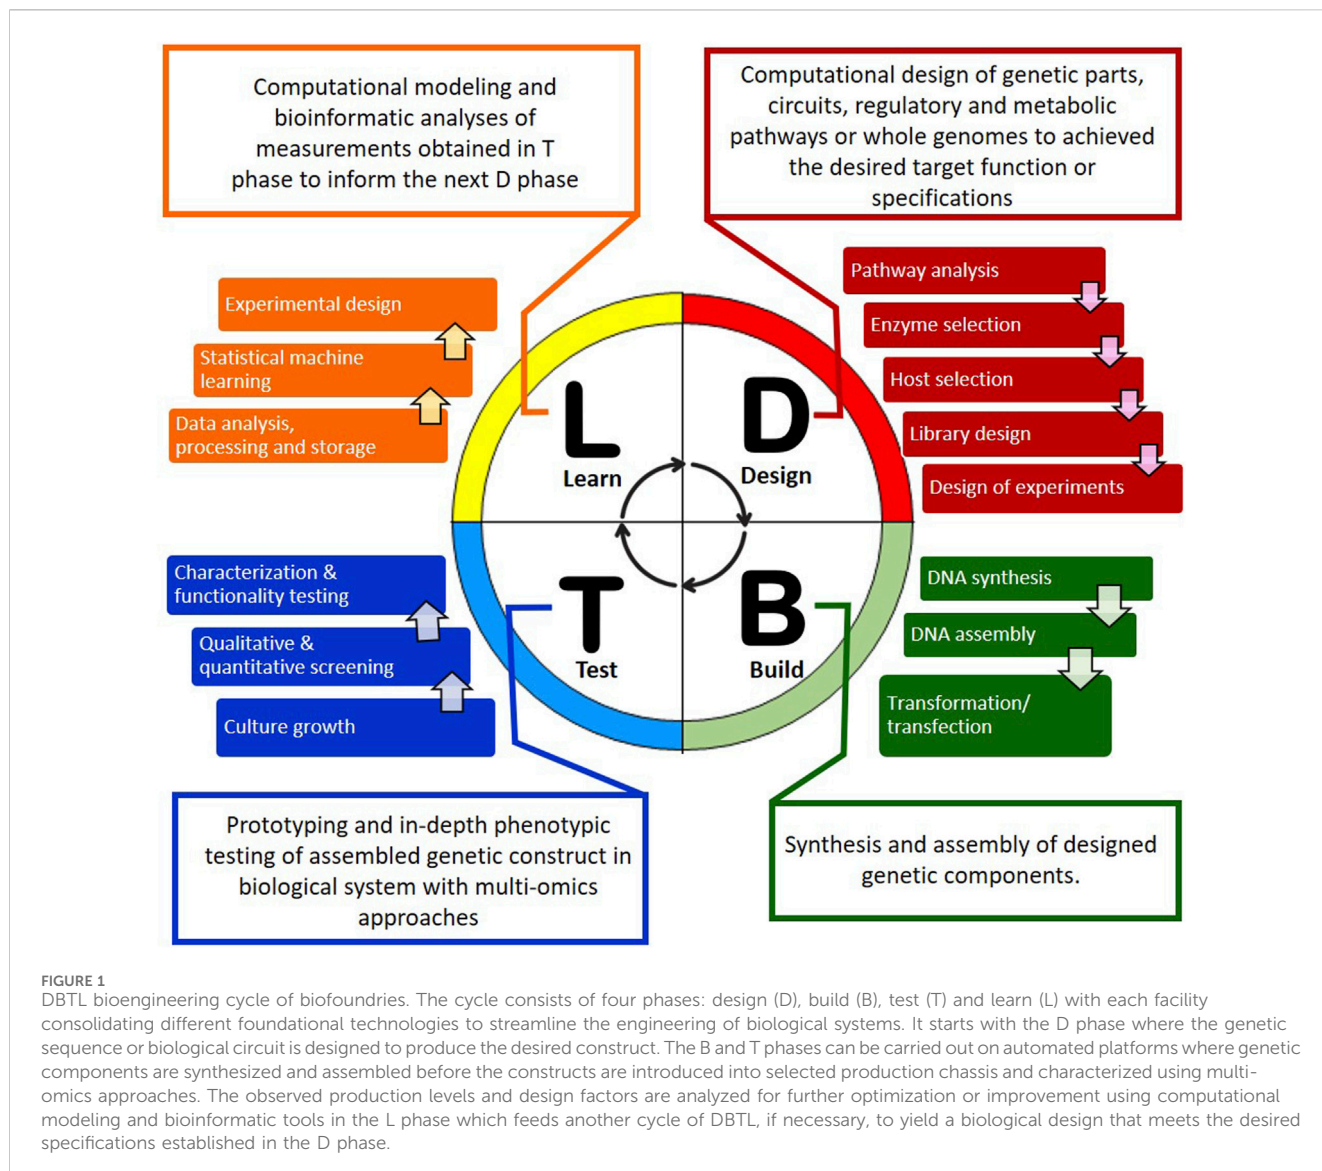 Computational modeling and
bioinformatic analyses of
measurements obtained in T
phase to inform the next D phase
Computational design of genetic parts,
circuits, regulatory and metabolic
pathways or whole genomes to achieved
the desired target function or
specifications
Experimental design
Statistical machine
learning
Data analysis,
processing and storage
Pathway analysis
Enzyme selection
Host selection
Library design
Design of experiments
L
Learn
D
Design
T
Test
B
Build
Characterization &
functionality testing
Qualitative &
quantitative screening
Culture growth
DNA synthesis
DNA assembly
Transformation/
transfection
Prototyping and in-depth phenotypic
testing of assembled genetic construct in
biological system with multi-omics
approaches
Synthesis and assembly of designed
genetic components.
FIGURE 1
DBTL bioengineering cycle of biofoundries. The cycle consists of four phases: design (D), build (B), test (T) and learn (L) with each facility
consolidating different foundational technologies to streamline the engineering of biological systems. It starts with the D phase where the genetic
sequence or biological circuit is designed to produce the desired construct. The B and T phases can be carried out on automated platforms where genetic
components are synthesized and assembled before the constructs are introduced into selected production chassis and characterized using multi-
omics approaches. The observed production levels and design factors are analyzed for further optimization or improvement using computational
modeling and bioinformatic tools in the L phase which feeds another cycle of DBTL, if necessary, to yield a biological design that meets the desired
specifications established in the D phase.